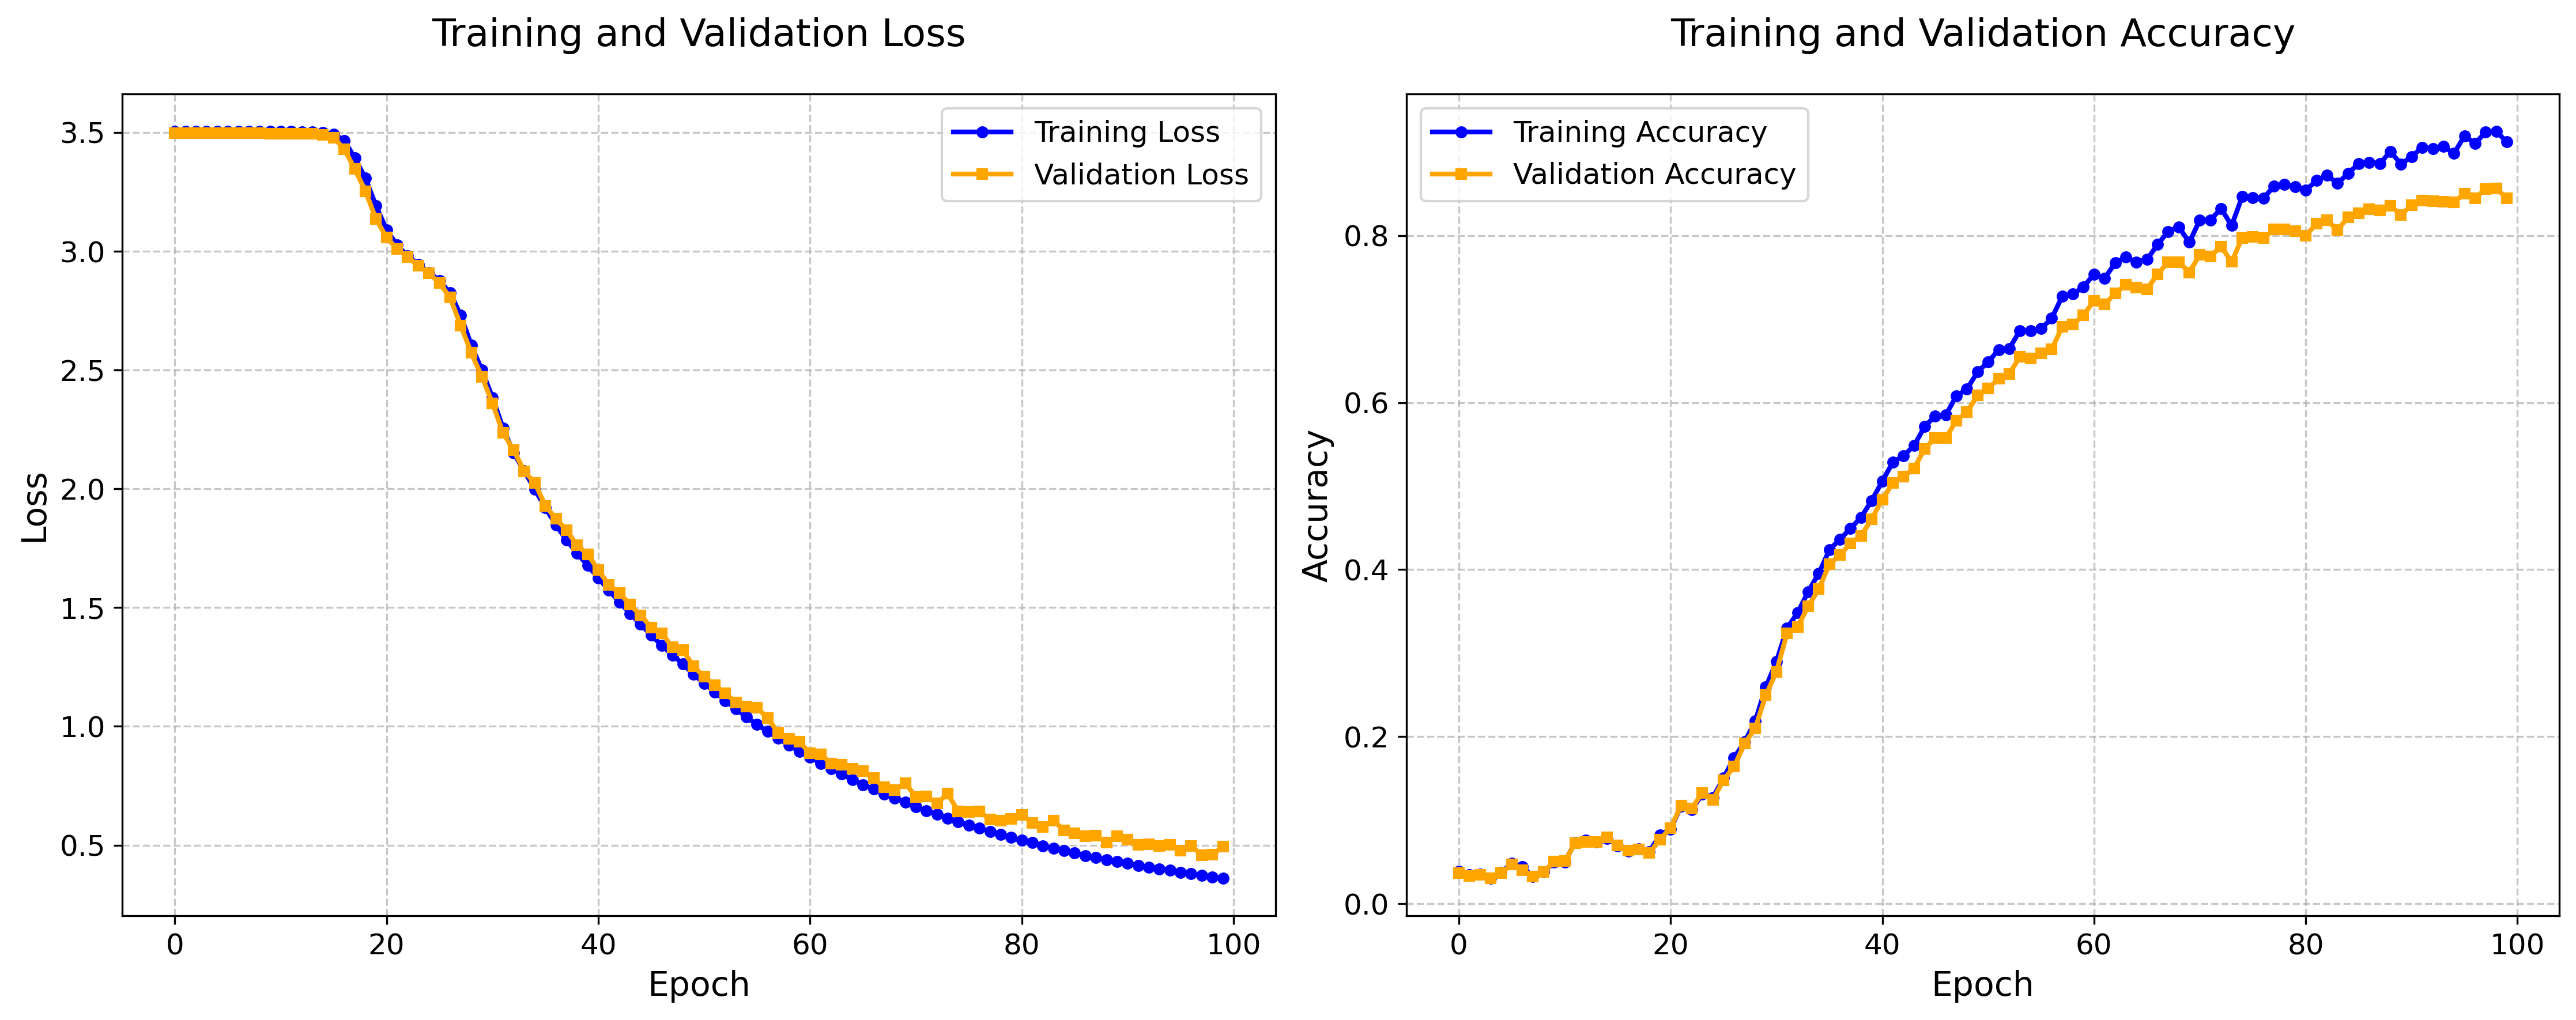 Training and Validation Loss
Training Loss
Validation Loss
3.5
3.0
2.5
2.0
1.5
1.0
0.5
Loss
0 20 40 60 80 100
Epoch
Training and Validation Accuracy
Training Accuracy
Validation Accuracy
0.8
0.6
0.4
0.2
0.0
Accuracy
0 20 40 60 80 100
Epoch